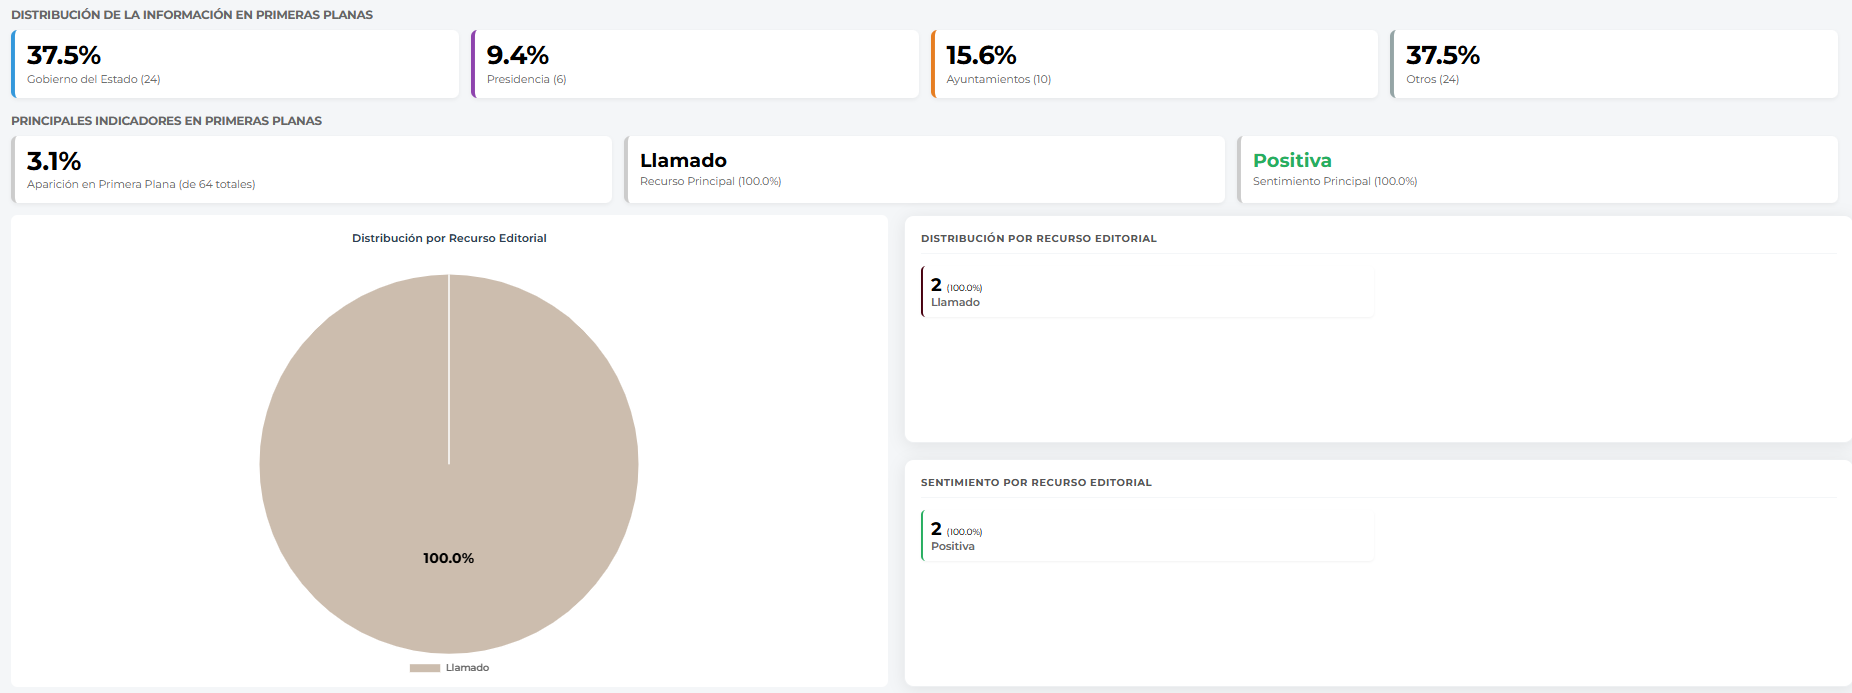 DISTRIBUCIÓN DE LA INFORMACIÓN EN PRIMERAS PLANAS
37.5%
Gobierno del Estado (24)
9.4%
Presidencia (6)
15.6%
Ayuntamientos (10)
37.5%
Otros (24)
PRINCIPALES INDICADORES EN PRIMERAS PLANAS
3.1%
Aparición en Primera Plana (de 64 totales)
Llamado
Recurso Principal (100.0%)
Positiva
Sentimiento Principal (100.0%)
Distribución por Recurso Editorial
100.0%
Llamado
DISTRIBUCIÓN POR RECURSO EDITORIAL
2 (100.0%)
Llamado
SENTIMIENTO POR RECURSO EDITORIAL
2 (100.0%)
Positiva